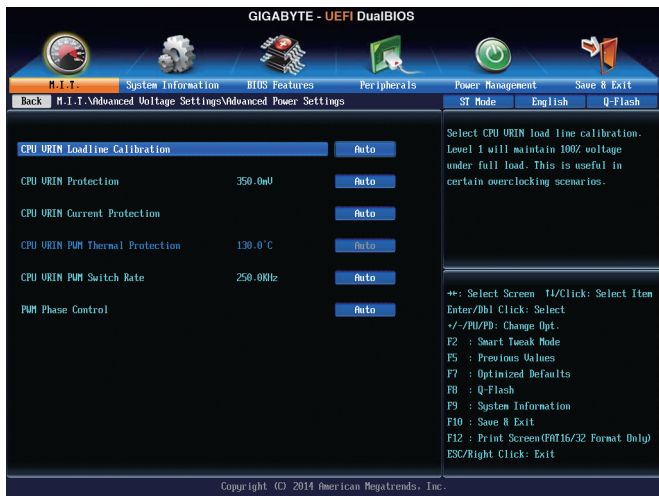 GIGABYTE - UEFI DualBIOS
M.I.T. System Information BIOS Features Peripherals Power Management Save & Exit
Back M.I.T.\Advanced Voltage Settings\Advanced Power Settings ST Mode English Q-Flash
CPU VRIN Loadline Calibration Auto
CPU VRIN Protection 350.0mV Auto
CPU VRIN Current Protection Auto
CPU VRIN PWM Thermal Protection 130.0°C Auto
CPU VRIN PWM Switch Rate 250.0KHz Auto
PWM Phase Control Auto
Select CPU VRIN load line calibration.
Level 1 will maintain 100% voltage
under full load. This is useful in
certain overclocking scenarios.
→←: Select Screen ↑↓/Click: Select Item
Enter/Dbl Click: Select
+/-/PU/PD: Change Opt.
F2 : Smart Tweak Mode
F5 : Previous Values
F7 : Optimized Defaults
F8 : Q-Flash
F9 : System Information
F10 : Save & Exit
F12 : Print Screen(FAT16/32 Format Only)
ESC/Right Click: Exit
Copyright (C) 2014 American Megatrends, Inc.